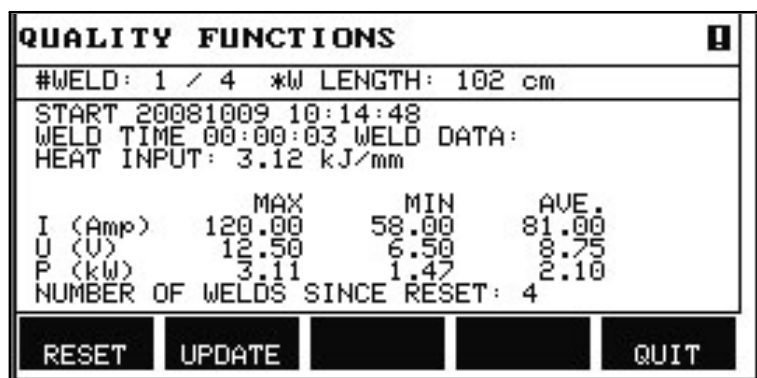 QUALITY FUNCTIONS
#WELD: 1 / 4 *W LENGTH: 102 cm
START 20081009 10:14:48
WELD TIME 00:00:03 WELD DATA:
HEAT INPUT: 3.12 kJ/mm
MAX MIN AVE.
I (Amp) 120.00 58.00 81.00
U (V) 12.50 6.50 8.75
P (kW) 3.11 1.47 2.10
NUMBER OF WELDS SINCE RESET: 4
RESET UPDATE QUIT